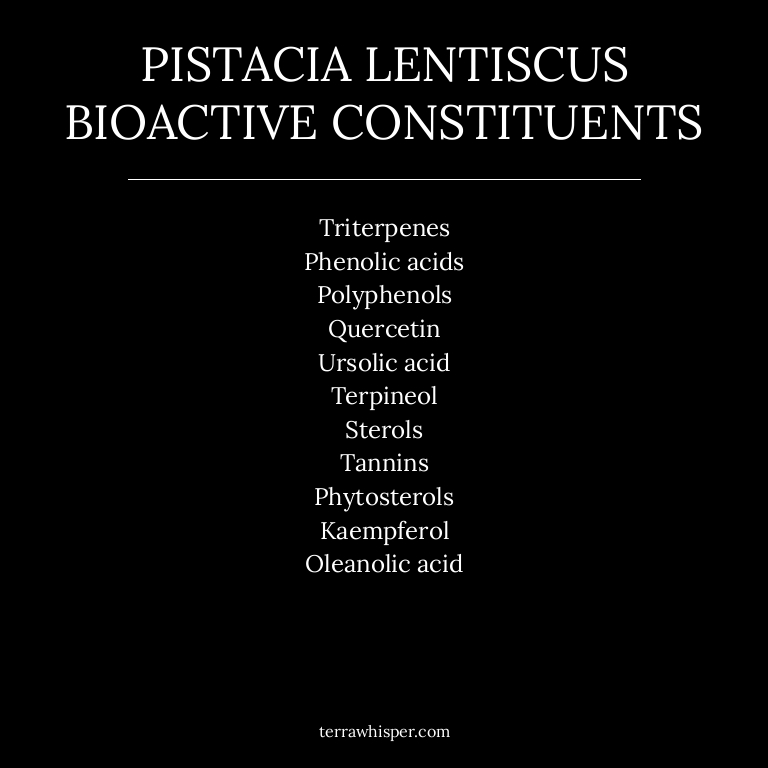 PISTACIA LENTISCUS
BIOACTIVE CONSTITUENTS
Triterpenes
Phenolic acids
Polyphenols
Quercetin
Ursolic acid
Terpineol
Sterols
Tannins
Phytosterols
Kaempferol
Oleanolic acid
terrawhisper.com